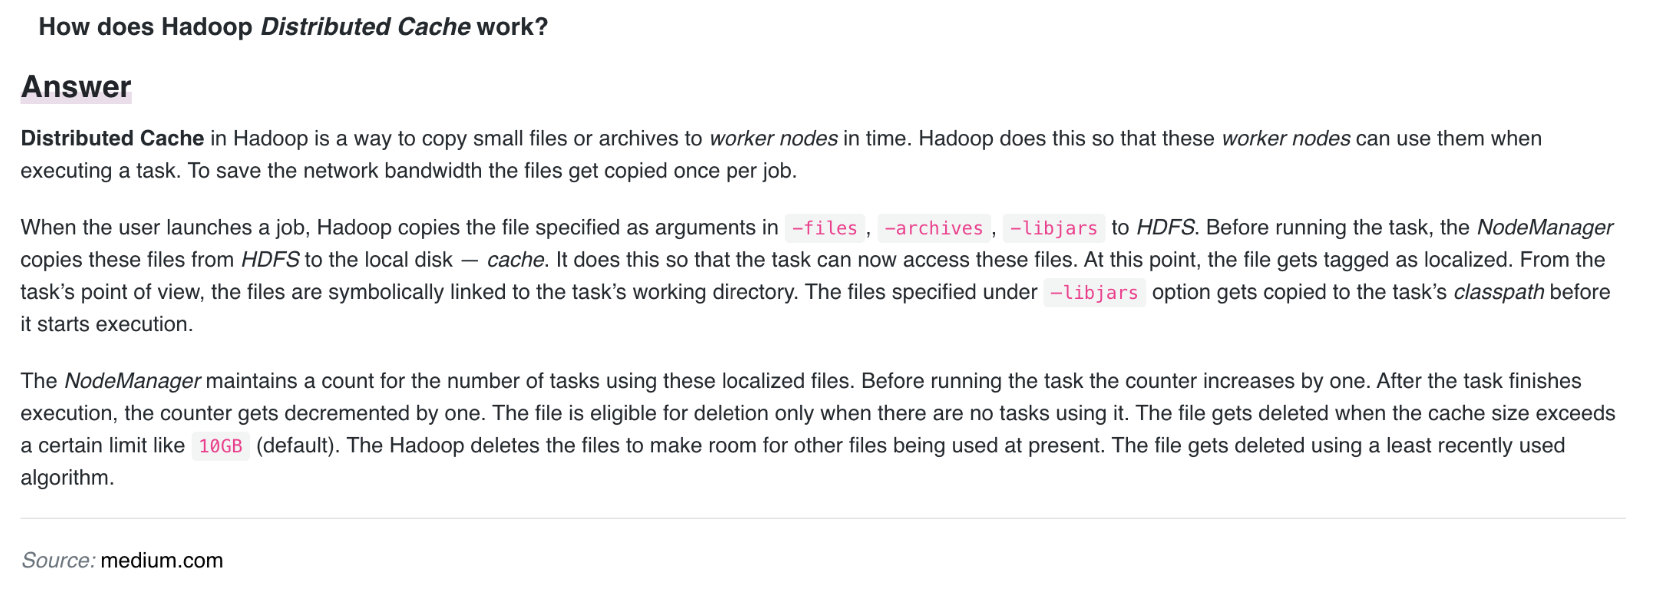 How does Hadoop Distributed Cache work?
Answer
Distributed Cache in Hadoop is a way to copy small files or archives to worker nodes in time. Hadoop does this so that these worker nodes can use them when
executing a task. To save the network bandwidth the files get copied once per job.
When the user launches a job, Hadoop copies the file specified as arguments in –files , –archives , –libjars to HDFS. Before running the task, the NodeManager
copies these files from HDFS to the local disk — cache. It does this so that the task can now access these files. At this point, the file gets tagged as localized. From the
task’s point of view, the files are symbolically linked to the task’s working directory. The files specified under –libjars option gets copied to the task’s classpath before
it starts execution.
The NodeManager maintains a count for the number of tasks using these localized files. Before running the task the counter increases by one. After the task finishes
execution, the counter gets decremented by one. The file is eligible for deletion only when there are no tasks using it. The file gets deleted when the cache size exceeds
a certain limit like 10GB (default). The Hadoop deletes the files to make room for other files being used at present. The file gets deleted using a least recently used
algorithm.
Source: medium.com